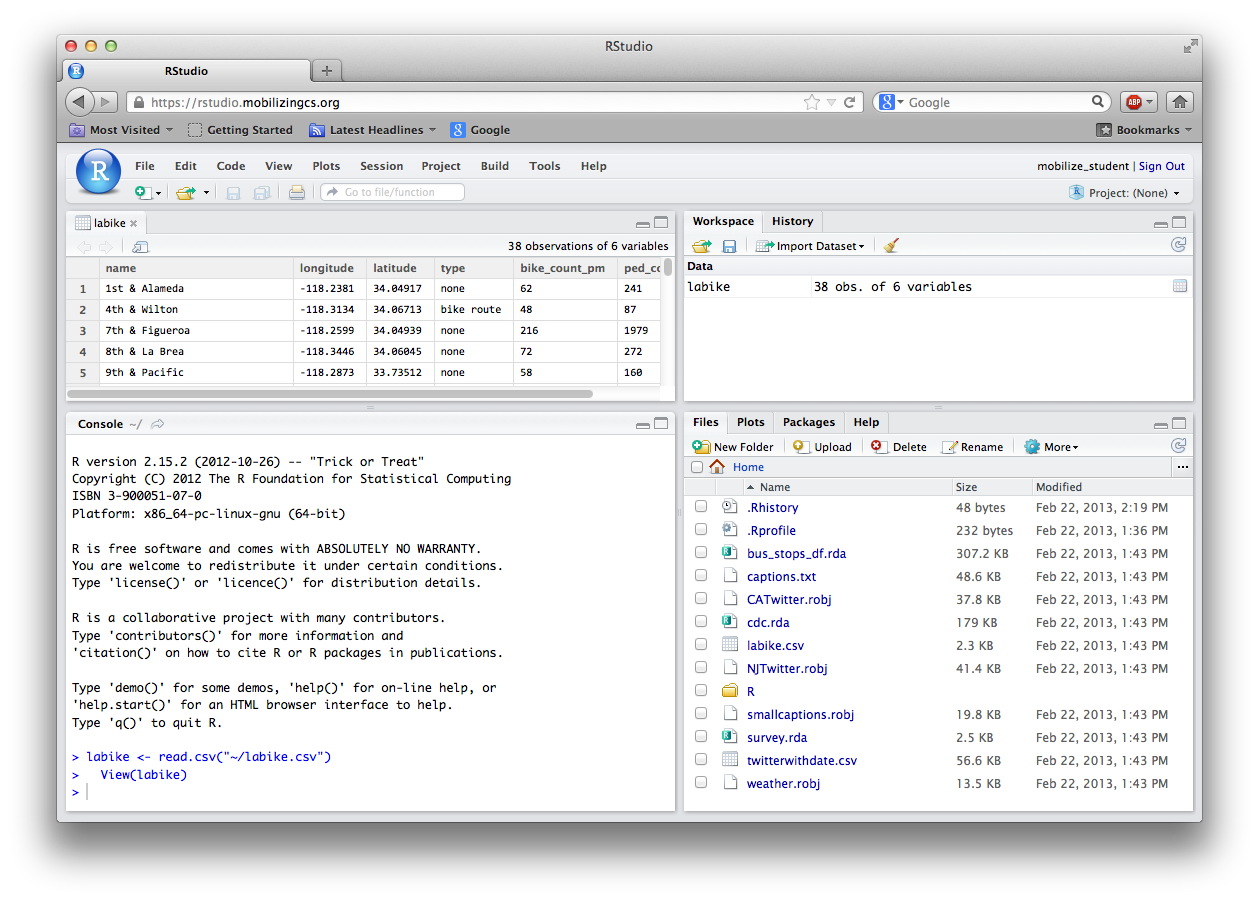 RStudio
RStudio
https://rstudio.mobilizingcs.org
Google
ABP
Most Visited
Getting Started
Latest Headlines
Google
Bookmarks
R
File Edit Code View Plots Session Project Build Tools Help
mobilize_student | Sign Out
Go to file/function
Project: (None)
labike
38 observations of 6 variables
name longitude latitude type bike_count_pm ped_cc
1 1st & Alameda -118.2381 34.04917 none 62 241
2 4th & Wilton -118.3134 34.06713 bike route 48 87
3 7th & Figueroa -118.2599 34.04939 none 216 1979
4 8th & La Brea -118.3446 34.06045 none 72 272
5 9th & Pacific -118.2873 33.73512 none 58 160
Workspace History
Import Dataset
Data
labike 38 obs. of 6 variables
Console ~/
R version 2.15.2 (2012-10-26) -- "Trick or Treat"
Copyright (C) 2012 The R Foundation for Statistical Computing
ISBN 3-900051-07-0
Platform: x86_64-pc-linux-gnu (64-bit)
R is free software and comes with ABSOLUTELY NO WARRANTY.
You are welcome to redistribute it under certain conditions.
Type 'license()' or 'licence()' for distribution details.
R is a collaborative project with many contributors.
Type 'contributors()' for more information and
'citation()' on how to cite R or R packages in publications.
Type 'demo()' for some demos, 'help()' for on-line help, or
'help.start()' for an HTML browser interface to help.
Type 'q()' to quit R.
> labike <- read.csv("~/labike.csv")
>   View(labike)
>
Files Plots Packages Help
New Folder Upload Delete Rename More
Home ...
Name Size Modified
.Rhistory 48 bytes Feb 22, 2013, 2:19 PM
.Rprofile 232 bytes Feb 22, 2013, 1:36 PM
bus_stops_df.rda 307.2 KB Feb 22, 2013, 1:43 PM
captions.txt 48.6 KB Feb 22, 2013, 1:43 PM
CATwitter.robj 37.8 KB Feb 22, 2013, 1:43 PM
cdc.rda 179 KB Feb 22, 2013, 1:43 PM
labike.csv 2.3 KB Feb 22, 2013, 1:43 PM
NJTwitter.robj 41.4 KB Feb 22, 2013, 1:43 PM
R
smallcaptions.robj 19.8 KB Feb 22, 2013, 1:43 PM
survey.rda 2.5 KB Feb 22, 2013, 1:43 PM
twitterwithdate.csv 56.6 KB Feb 22, 2013, 1:43 PM
weather.robj 13.5 KB Feb 22, 2013, 1:43 PM